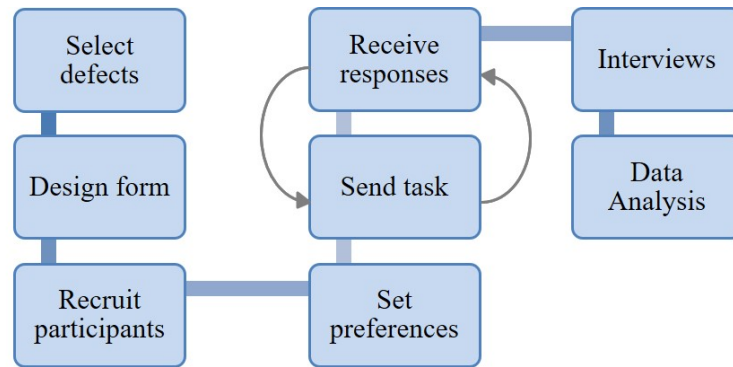 Select
defects
Design form
Recruit
participants
Set
preferences
Send task
Receive
responses
Interviews
Data
Analysis